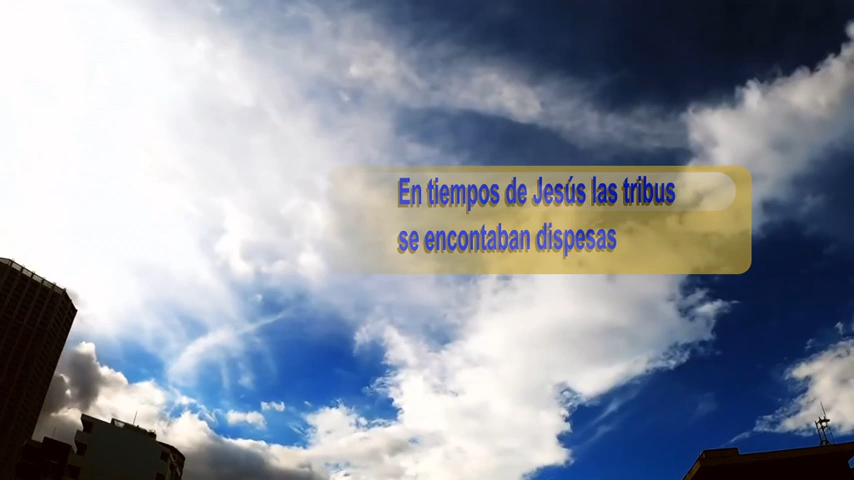 En tiempos de Jesús las tribus
se encontaban dispesas